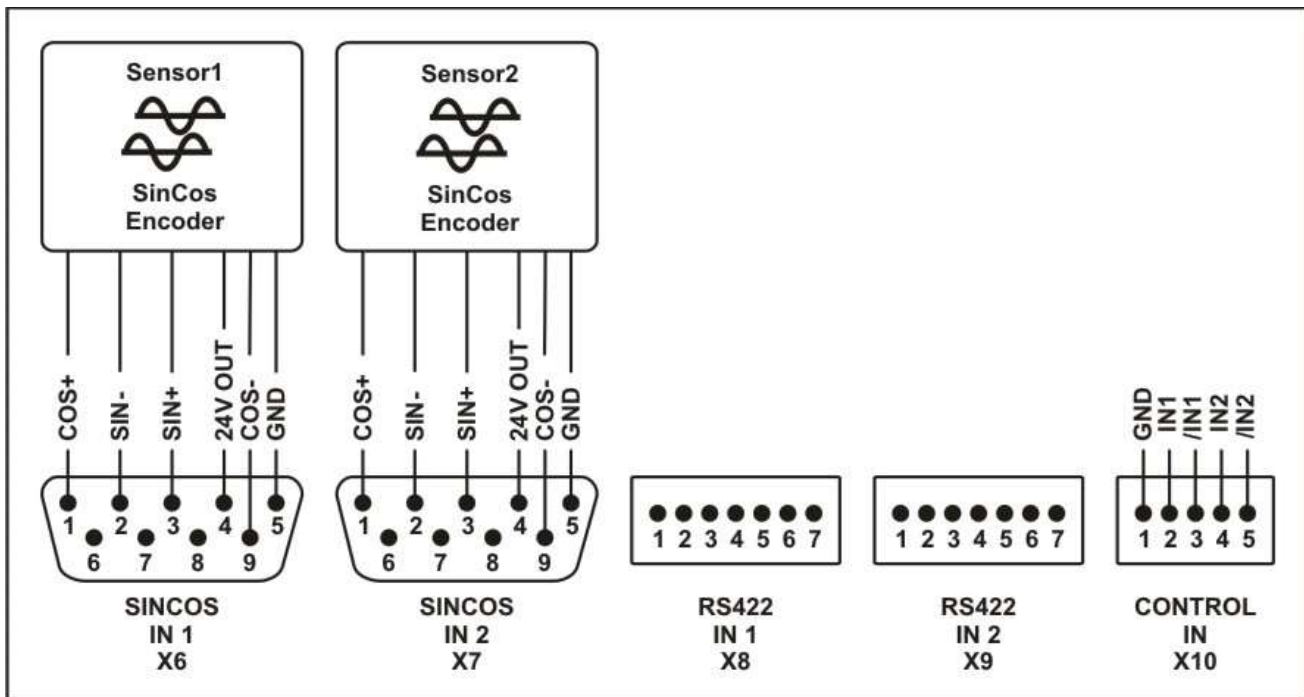 Sensor1
SinCos
Encoder
Sensor2
SinCos
Encoder
COS+
SIN-
SIN+
24V OUT
COS-
GND
COS+
SIN-
SIN+
24V OUT
COS-
GND
GND
IN1
/IN1
IN2
/IN2
1 2 3 4 5
6 7 8 9
1 2 3 4 5
6 7 8 9
1 2 3 4 5 6 7
1 2 3 4 5 6 7
1 2 3 4 5
SINCOS
IN 1
X6
SINCOS
IN 2
X7
RS422
IN 1
X8
RS422
IN 2
X9
CONTROL
IN
X10